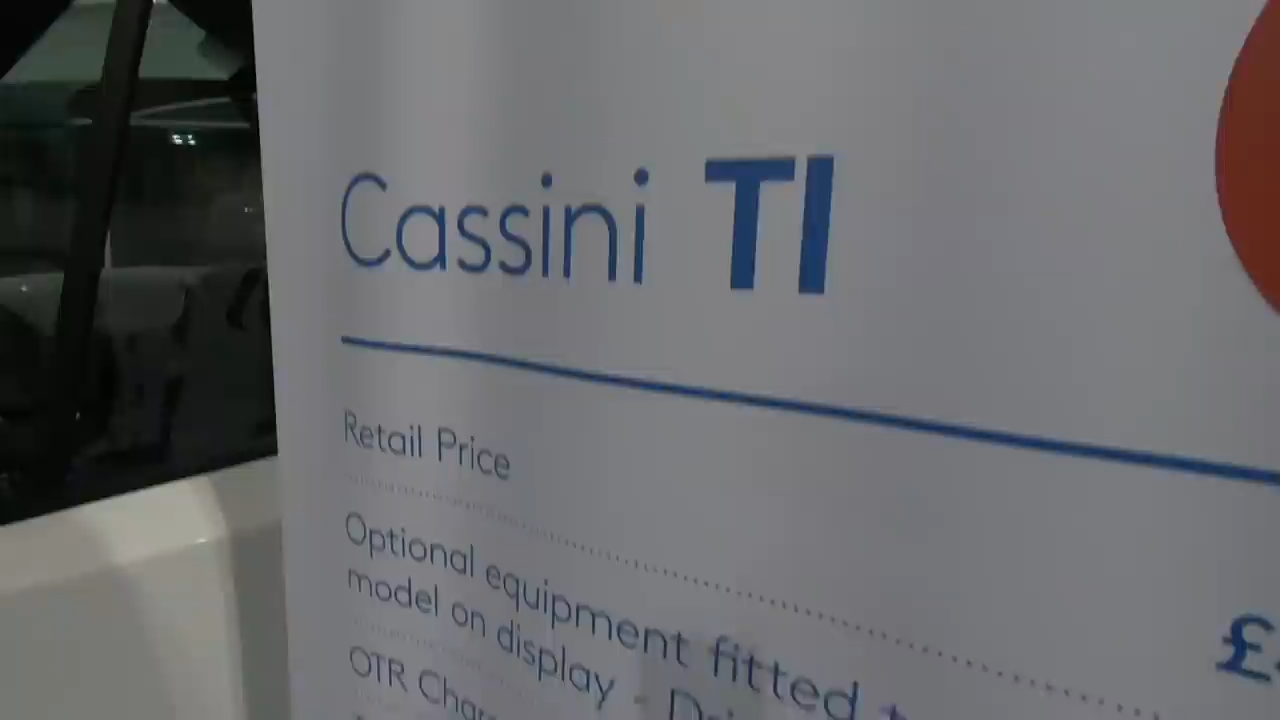 Cassini TI
Retail Price
Optional equipment fitted
model on display -
OTR
£